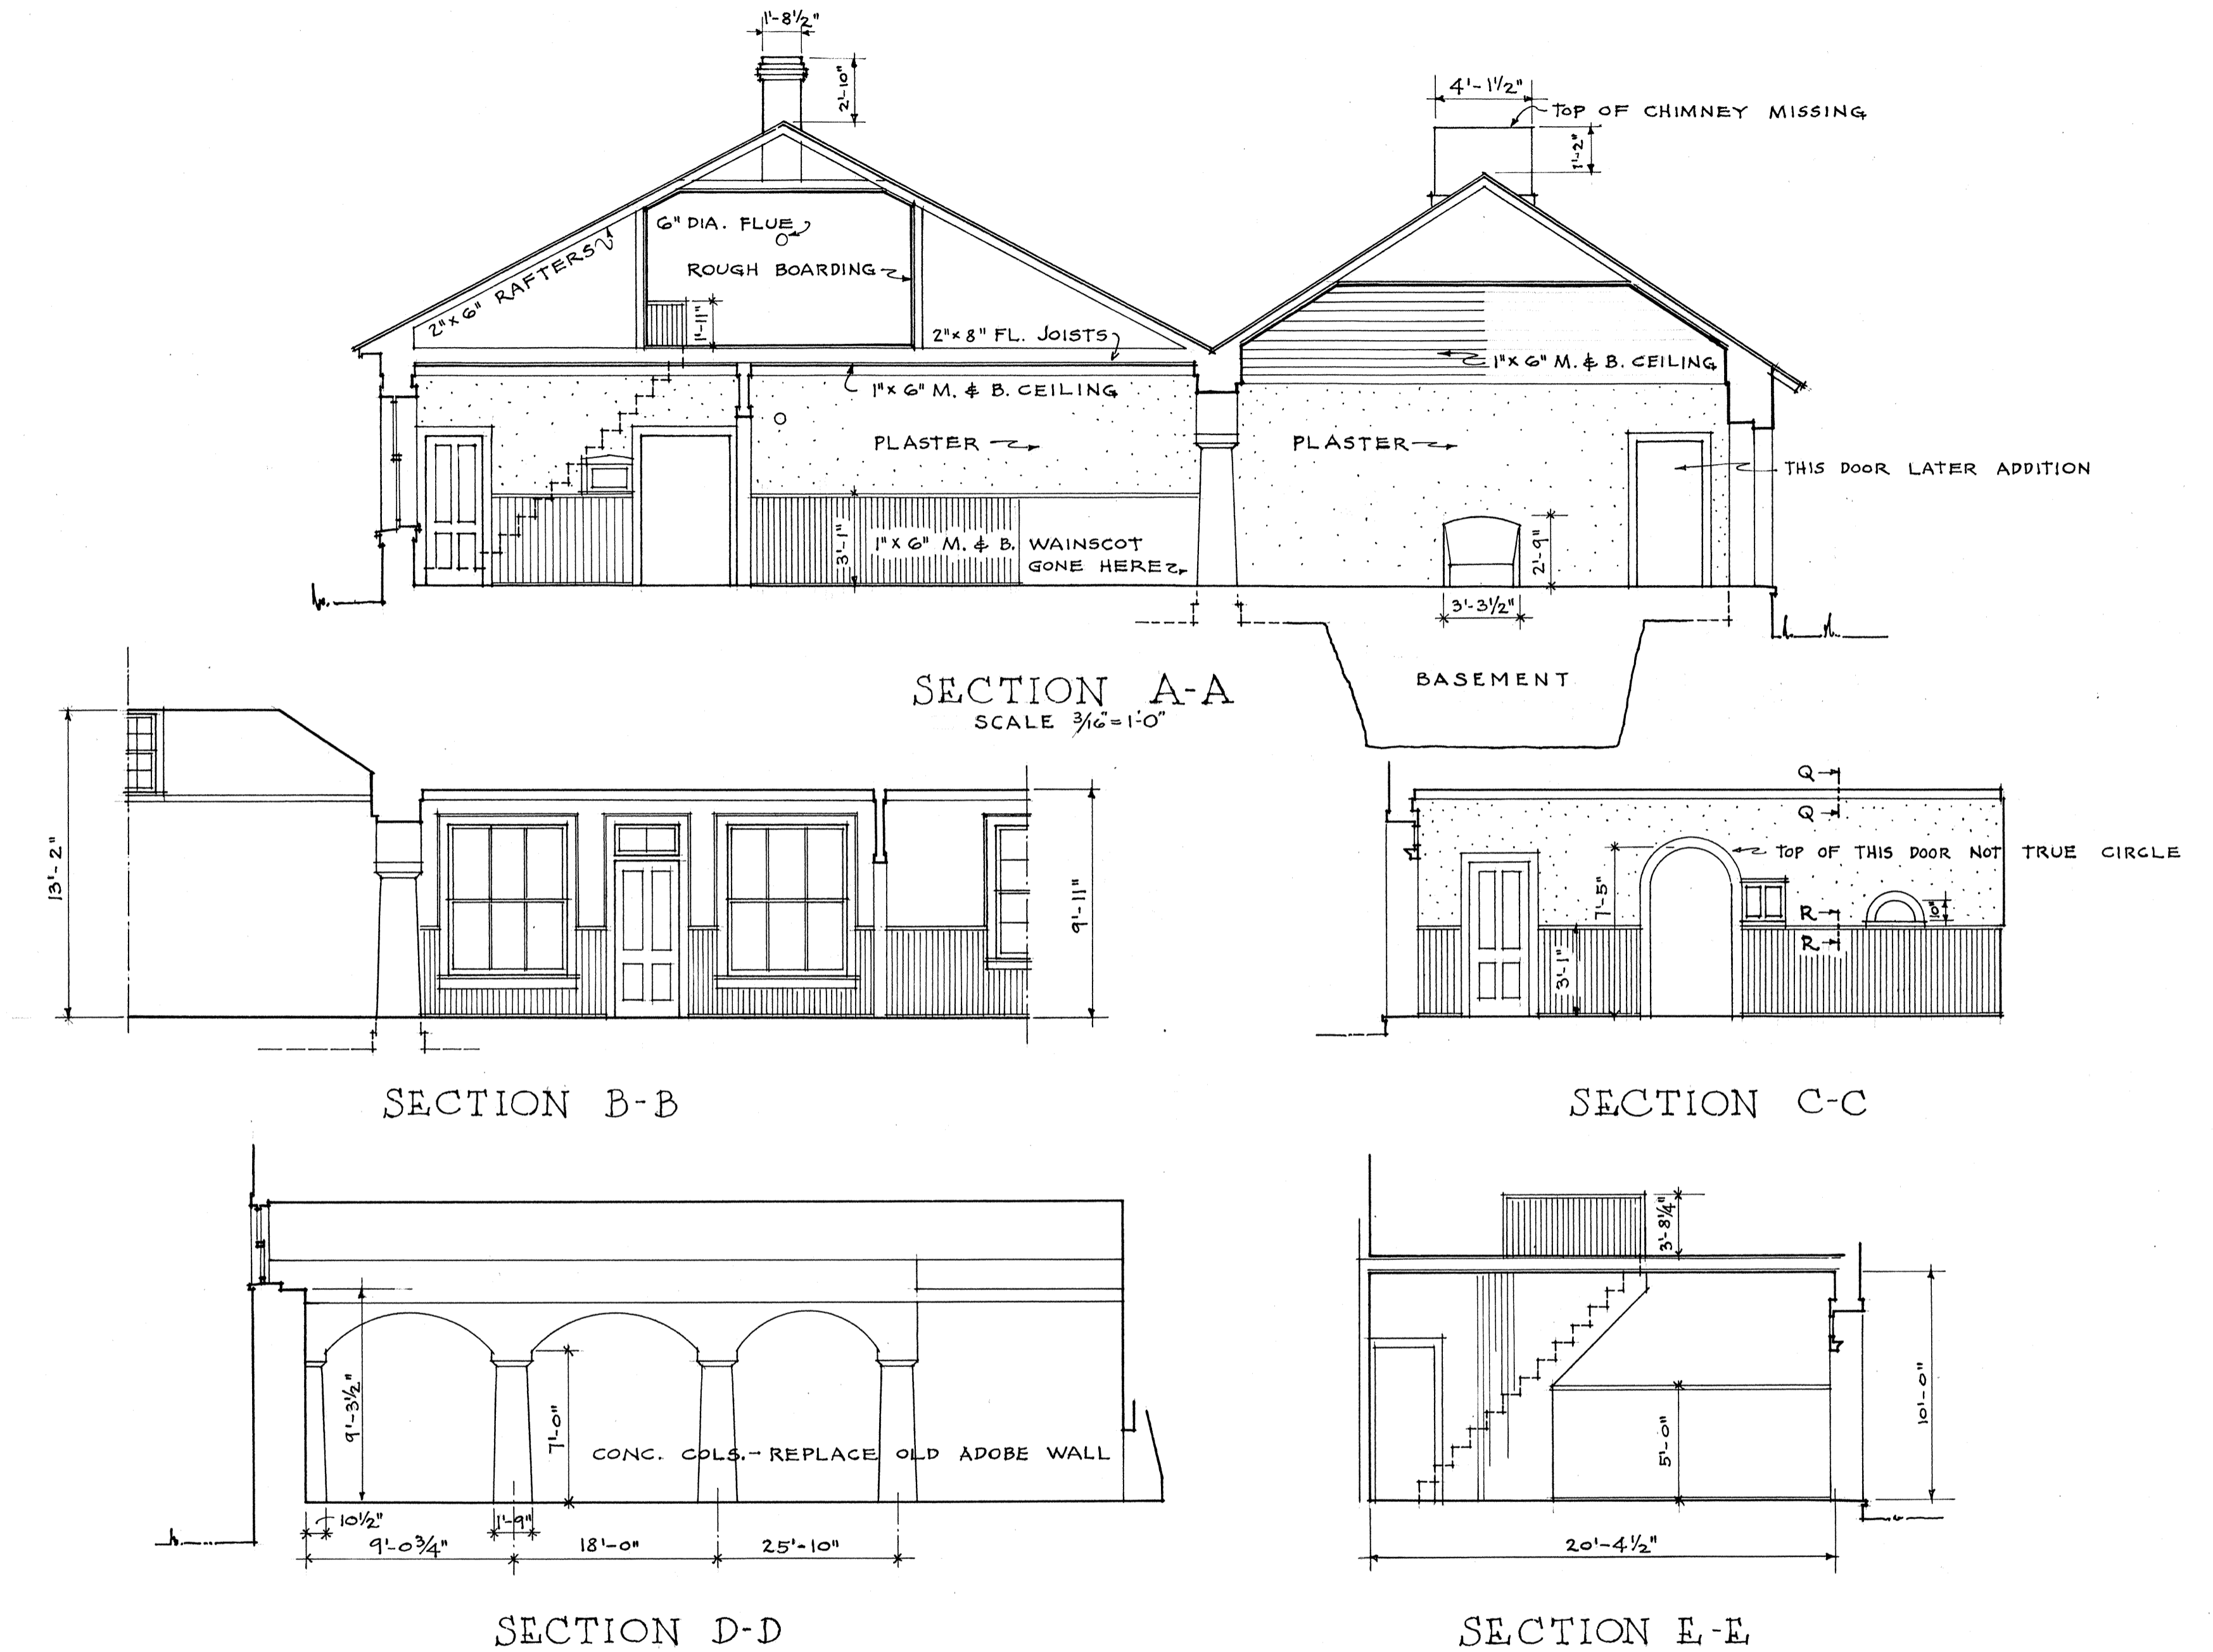 1'-8½"
2'-10"
4'-1½"
TOP OF CHIMNEY MISSING
1'-2"
6" DIA. FLUE
2"x 6" RAFTERS
ROUGH BOARDING
1'-11"
2"x 8" FL. JOISTS
1"x 6" M. & B. CEILING
1"x 6" M. & B. CEILING
PLASTER
PLASTER
THIS DOOR LATER ADDITION
3'-1"
1"x 6" M. & B. WAINSCOT
GONE HERE
2'-9"
3'-3½"
BASEMENT
SECTION A-A
SCALE 3/16"=1'-0"
13'-2"
9'-11"
SECTION B-B
Q
Q
TOP OF THIS DOOR NOT TRUE CIRCLE
7'-5"
10"
R
R
3'-1"
SECTION C-C
9'-3½"
7'-0"
CONC. COLS.- REPLACE OLD ADOBE WALL
10½"
1'-9"
9'-0¾"
18'-0"
25'-10"
SECTION D-D
3'-8¼"
10'-0"
5'-0"
20'-4½"
SECTION E-E